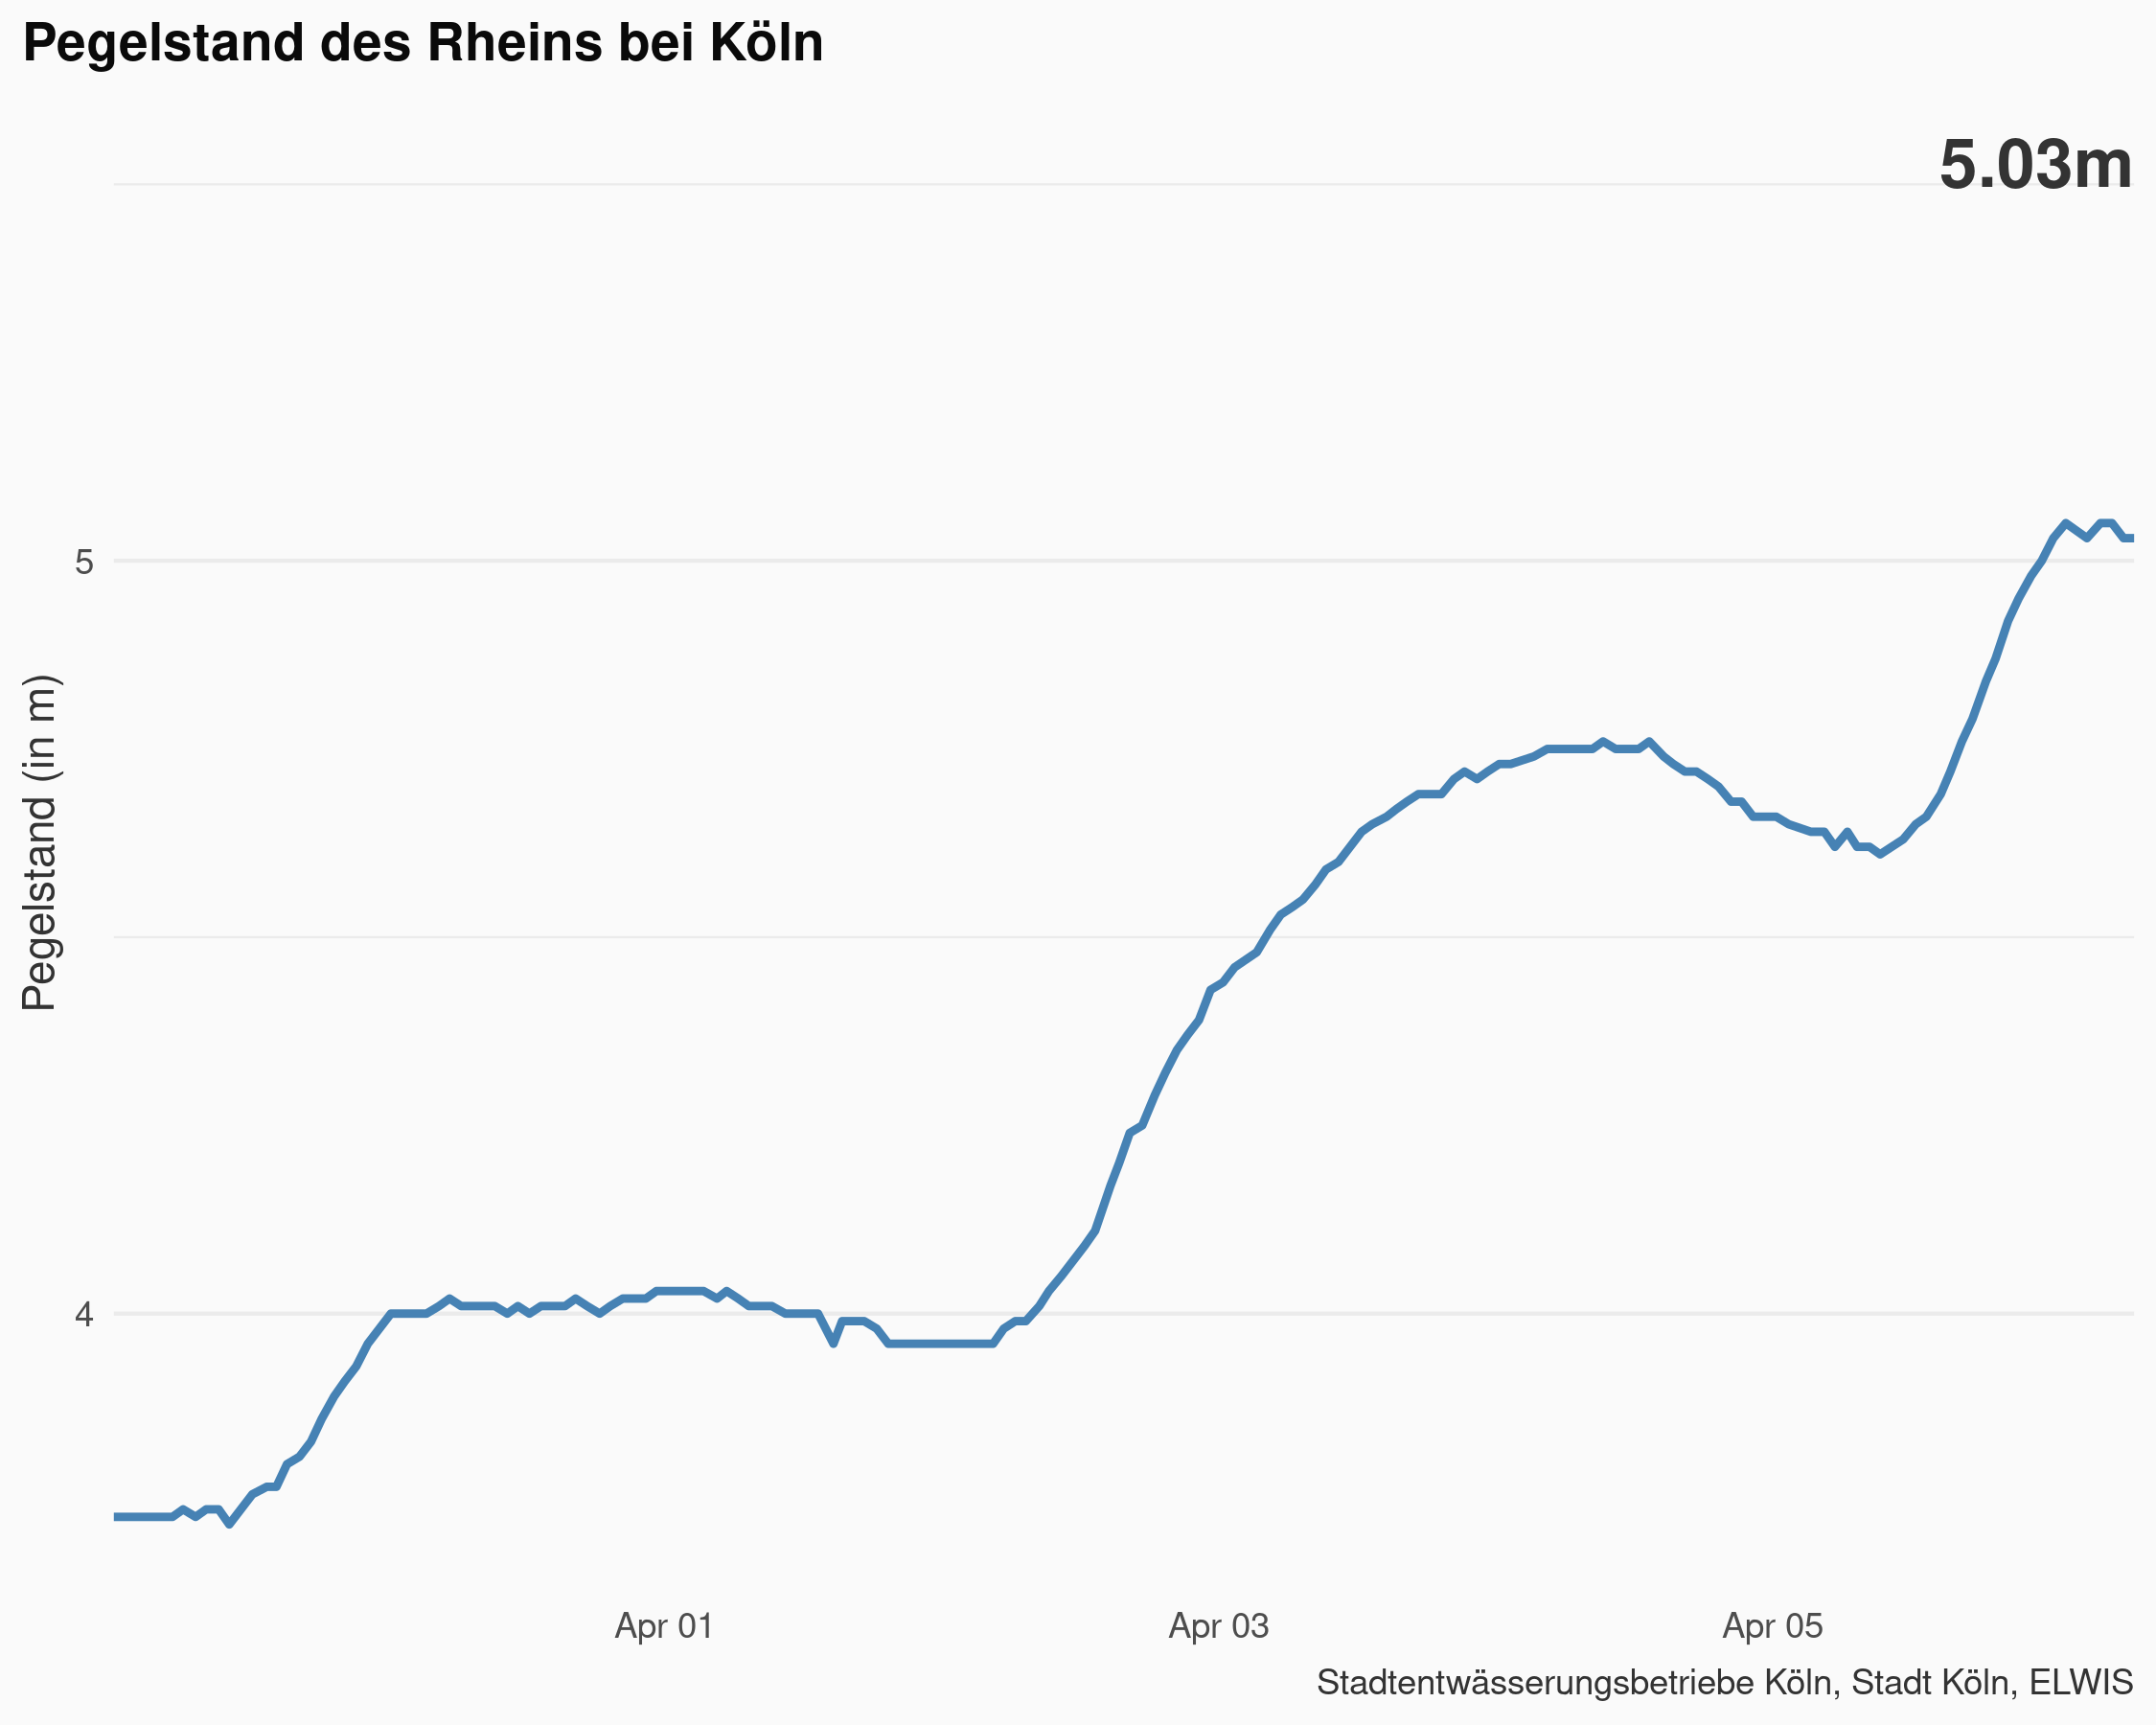 Pegelstand des Rheins bei Köln
5.03m
Pegelstand (in m)
5
4
Apr 01
Apr 03
Apr 05
Stadtentwässerungsbetriebe Köln, Stadt Köln, ELWIS